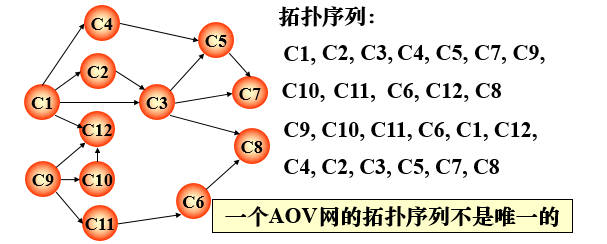 拓扑序列：
C1, C2, C3, C4, C5, C7, C9,
C10, C11, C6, C12, C8
C9, C10, C11, C6, C1, C12,
C4, C2, C3, C5, C7, C8
一个AOV网的拓扑序列不是唯一的
C4
C5
C2
C7
C1
C3
C12
C8
C9
C10
C6
C11